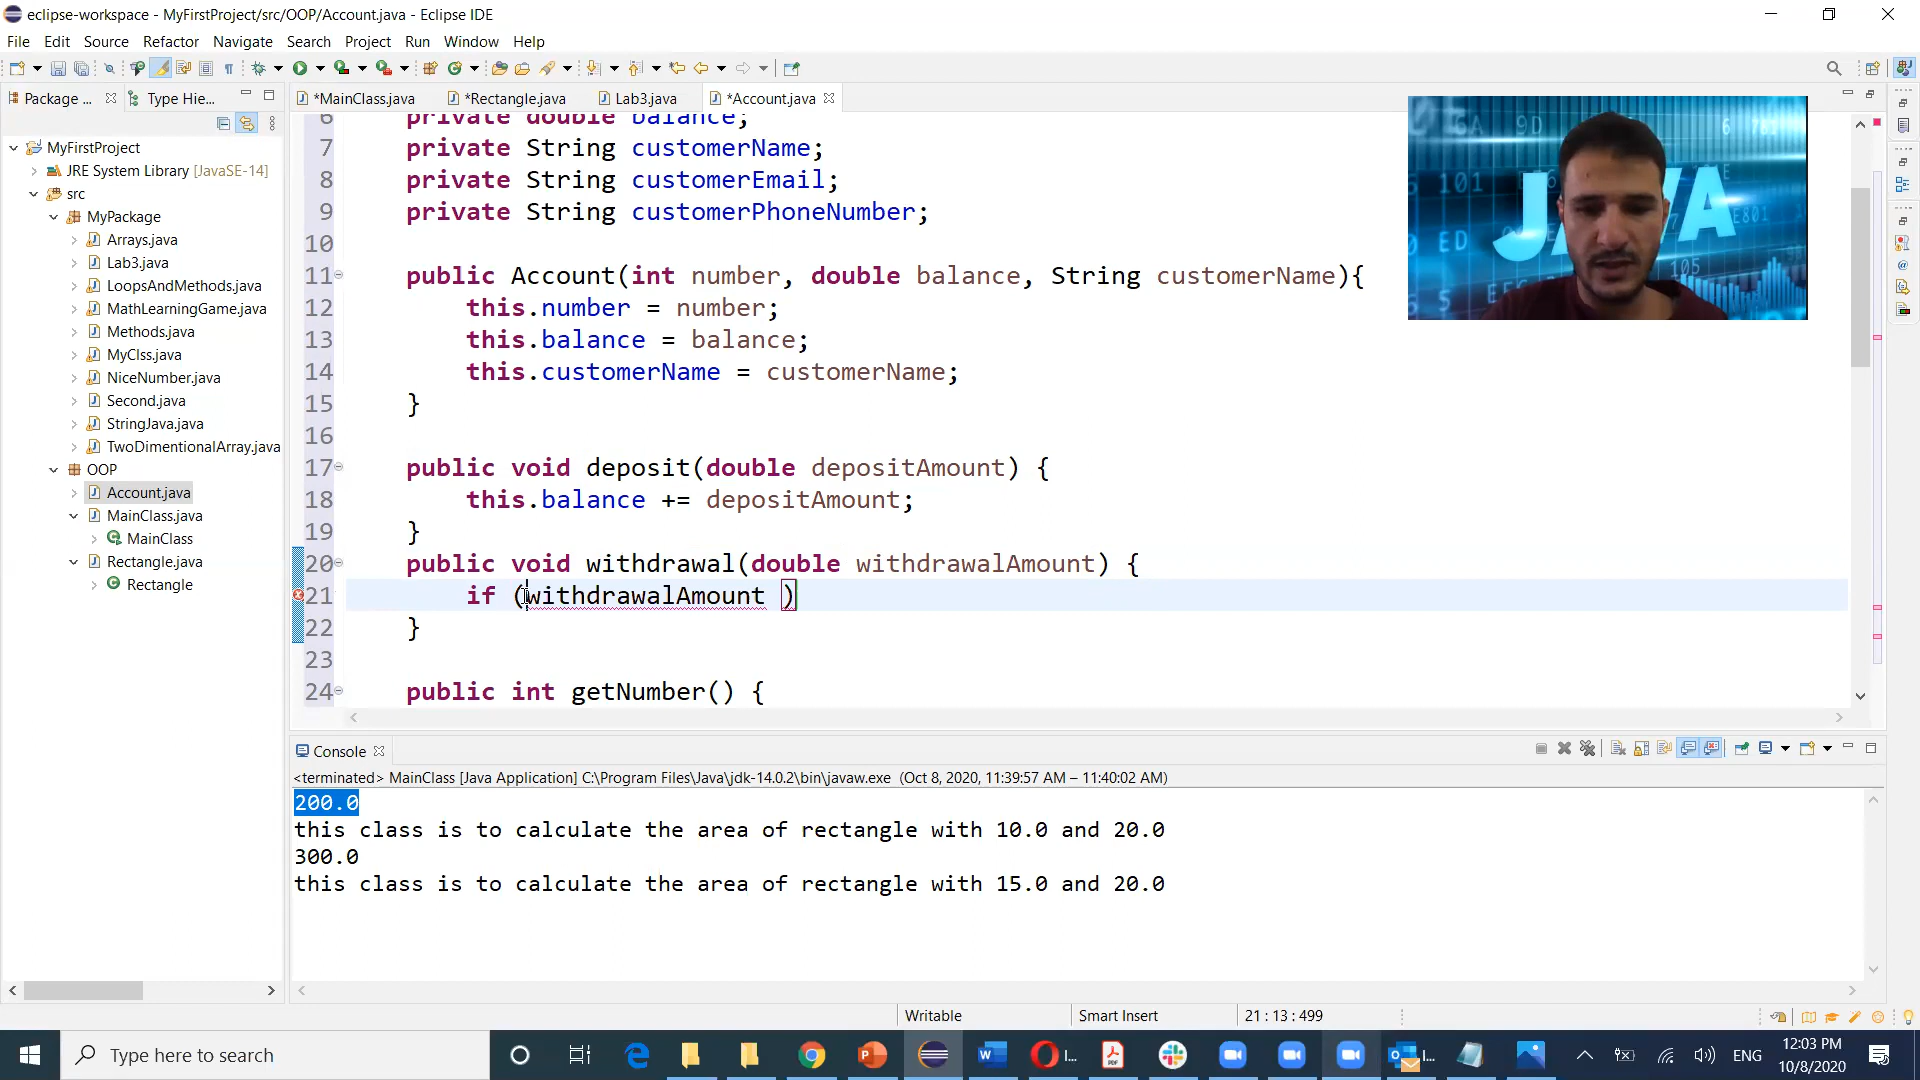 eclipse-workspace - MyFirstProject/src/OOP/Account.java - Eclipse IDE
File Edit Source Refactor Navigate Search Project Run Window Help
Package ... Type Hie...
*MainClass.java *Rectangle.java Lab3.java *Account.java
MyFirstProject
JRE System Library [JavaSE-14]
src
MyPackage
Arrays.java
Lab3.java
LoopsAndMethods.java
MathLearningGame.java
Methods.java
MyClss.java
NiceNumber.java
Second.java
StringJava.java
TwoDimentionalArray.java
OOP
Account.java
MainClass.java
MainClass
Rectangle.java
Rectangle
6 private double balance;
7 private String customerName;
8 private String customerEmail;
9 private String customerPhoneNumber;
10
11 public Account(int number, double balance, String customerName){
12 this.number = number;
13 this.balance = balance;
14 this.customerName = customerName;
15 }
16
17 public void deposit(double depositAmount) {
18 this.balance += depositAmount;
19 }
20 public void withdrawal(double withdrawalAmount) {
21 if (withdrawalAmount )
22 }
23
24 public int getNumber() {
JAVA
Console
<terminated> MainClass [Java Application] C:\Program Files\Java\jdk-14.0.2\bin\javaw.exe (Oct 8, 2020, 11:39:57 AM – 11:40:02 AM)
200.0
this class is to calculate the area of rectangle with 10.0 and 20.0
300.0
this class is to calculate the area of rectangle with 15.0 and 20.0
Writable Smart Insert 21 : 13 : 499
Type here to search
ENG
12:03 PM
10/8/2020